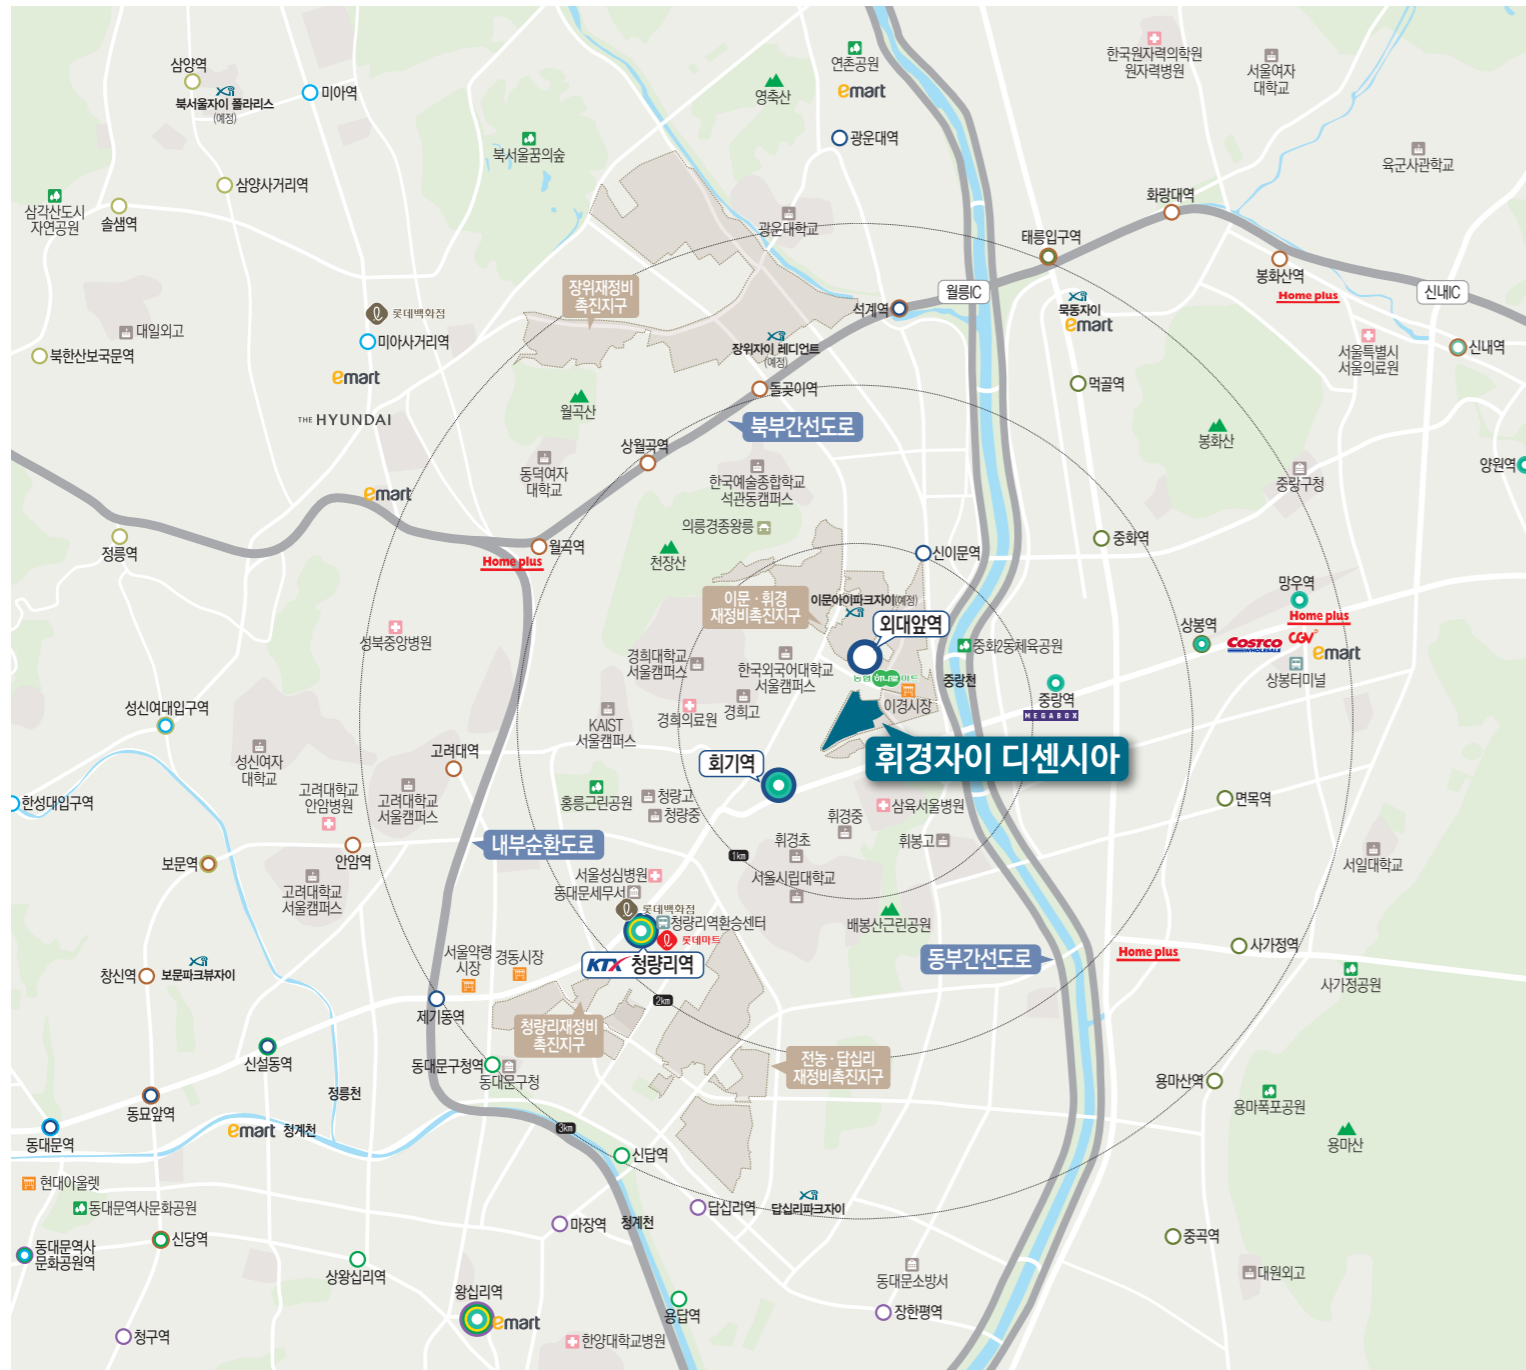 삼양역
북서울자이 폴라리스
(예정)
미아역
연촌공원
emart
영축산
한국원자력의학원
원자력병원
서울여자
대학교
광운대역
북서울꿈의숲
육군사관학교
삼양사거리역
삼각산도시
자연공원
솔샘역
화랑대역
광운대학교
태릉입구역
봉화산역
Home plus
장위재정비
촉진지구
월릉IC
신내IC
석계역
묵동자이
emart
롯데백화점
대일외고
미아사거리역
북한산보국문역
장위자이 레디언트
(예정)
서울특별시
서울의료원
신내역
emart
돌곶이역
먹골역
THE HYUNDAI
월곡산
북부간선도로
봉화산
상월곡역
동덕여자
대학교
한국예술종합학교
석관동캠퍼스
중랑구청
양원역
emart
의릉경종왕릉
정릉역
월곡역
Home plus
천장산
신이문역
중화역
망우역
Home plus
이문·휘경
재정비촉진지구
이문아이파크자이(예정)
외대앞역
상봉역
COSTCO
WHOLESALE
CGV
emart
상봉터미널
성북중앙병원
경희대학교
서울캠퍼스
한국외국어대학교
서울캠퍼스
중화2동체육공원
농협 하나로마트
중랑천
중랑역
MEGABOX
이경시장
경희의료원
경희고
성신여대입구역
KAIST
서울캠퍼스
고려대역
성신여자
대학교
휘경자이 디센시아
회기역
고려대학교
안암병원
고려대학교
서울캠퍼스
한성대입구역
홍릉근린공원
청량고
청량중
삼육서울병원
면목역
휘경중
휘경초
휘봉고
내부순환도로
1km
안암역
보문역
서울성심병원
동대문세무서
서울시립대학교
서일대학교
고려대학교
서울캠퍼스
롯데백화점
청량리역환승센터
롯데마트
배봉산근린공원
동부간선도로
Home plus
사가정역
KTX 청량리역
서울약령
시장
경동시장
창신역
보문파크뷰자이
사가정공원
2km
제기동역
청량리재정비
촉진지구
신설동역
동대문구청역
동대문구청
전농·답십리
재정비촉진지구
용마산역
정릉천
동묘앞역
용마폭포공원
emart
청계천
3km
동대문역
용마산
신답역
현대아울렛
동대문역사문화공원
답십리역
답십리파크자이
마장역
청계천
신당역
동대문역사
문화공원역
중곡역
상왕십리역
대원외고
동대문소방서
왕십리역
emart
용답역
장한평역
청구역
한양대학교병원